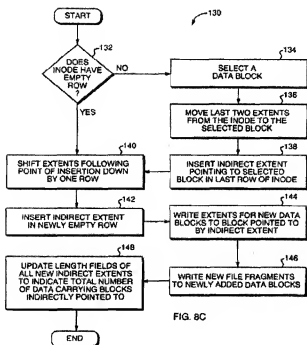 START
130
132
DOES
INODE HAVE
EMPTY
ROW
?
NO
YES
134
SELECT A
DATA BLOCK
136
MOVE LAST TWO EXTENTS
FROM THE INODE TO THE
SELECTED BLOCK
138
INSERT INDIRECT EXTENT
POINTING TO SELECTED
BLOCK IN LAST ROW OF INODE
140
SHIFT EXTENTS FOLLOWING
POINT OF INSERTION DOWN
BY ONE ROW
142
INSERT INDIRECT EXTENT
IN NEWLY EMPTY ROW
144
WRITE EXTENTS FOR NEW DATA
BLOCKS TO BLOCK POINTED TO
BY INDIRECT EXTENT
146
WRITE NEW FILE FRAGMENTS
TO NEWLY ADDED DATA BLOCKS
148
UPDATE LENGTH FIELDS OF
ALL NEW INDIRECT EXTENTS
TO INDICATE TOTAL NUMBER
OF DATA CARRYING BLOCKS
INDIRECTLY POINTED TO
END
FIG. 8C